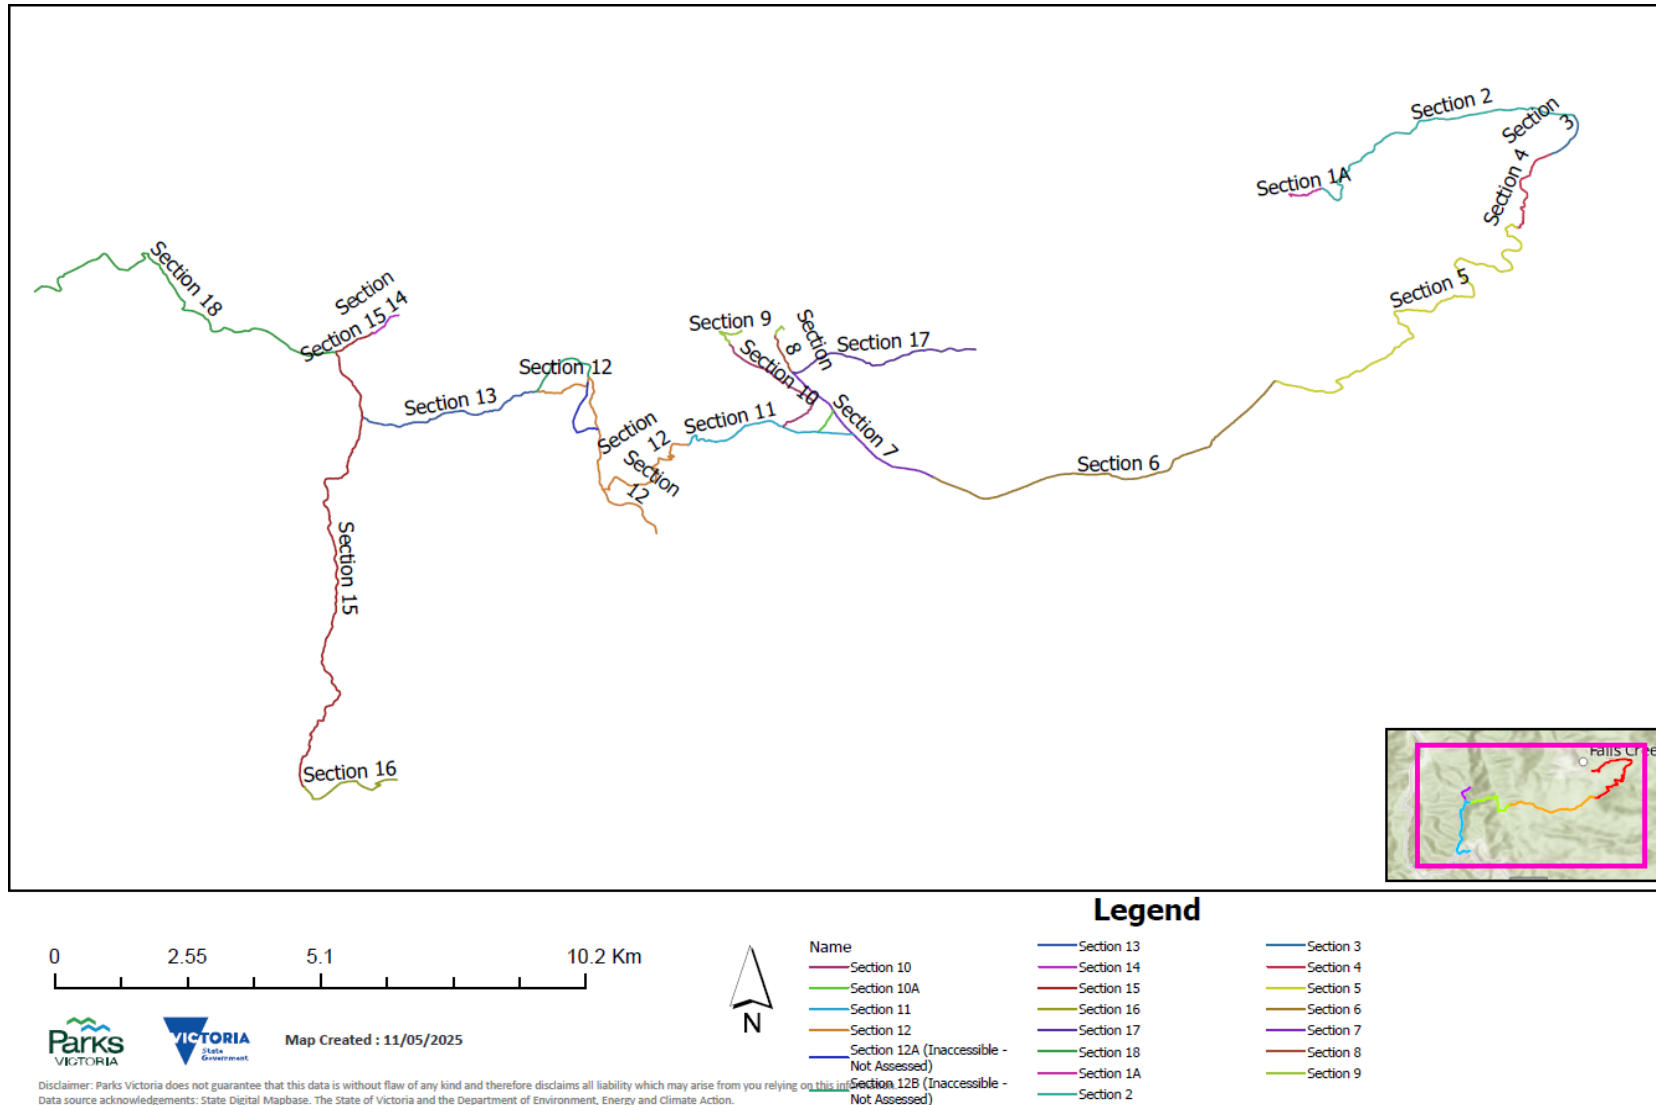 Section 2
Section
3
Section 4
Section 1A
Section 5
Section 18
Section
14
Section 15
Section 9
Section
8
Section 17
Section 10
Section 12
Section 13
Section 11
Section 7
Section
12
Section
12
Section 6
Section 15
Section 16
Falls Cree
Legend
0 2.55 5.1 10.2 Km
N
Name
Section 10
Section 10A
Section 11
Section 12
Section 12A (Inaccessible -
Not Assessed)
Section 12B (Inaccessible -
Not Assessed)
Section 13
Section 14
Section 15
Section 16
Section 17
Section 18
Section 1A
Section 2
Section 3
Section 4
Section 5
Section 6
Section 7
Section 8
Section 9
Parks
VICTORIA
VICTORIA
State
Government
Map Created : 11/05/2025
Disclaimer: Parks Victoria does not guarantee that this data is without flaw of any kind and therefore disclaims all liability which may arise from you relying on this information.
Data source acknowledgements: State Digital Mapbase. The State of Victoria and the Department of Environment, Energy and Climate Action.